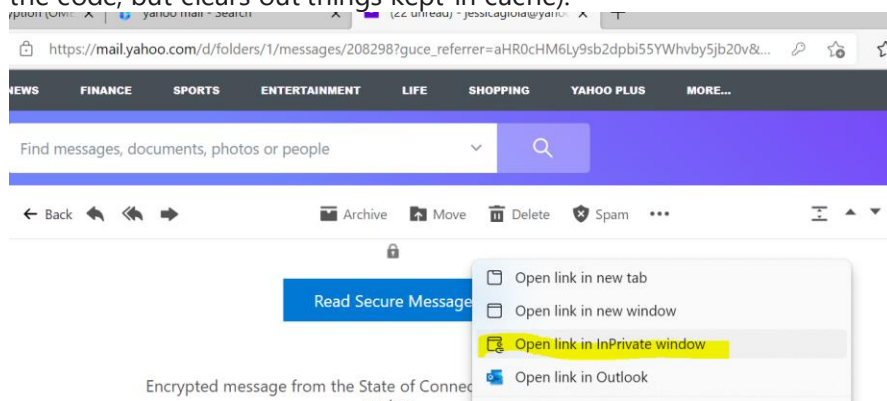 the code, but clears out things kept in cache).
yahoo mail - Search
(22 unread) -
https://mail.yahoo.com/d/folders/1/messages/208298?guce_referrer=aHR0cHM6Ly9sb2dpbi55YWhvby5jb20v&...
NEWS FINANCE SPORTS ENTERTAINMENT LIFE SHOPPING YAHOO PLUS MORE...
Find messages, documents, photos or people
Back Archive Move Delete Spam
Open link in new tab
Read Secure Message
Open link in new window
Open link in InPrivate window
Encrypted message from the State of Connec
Open link in Outlook